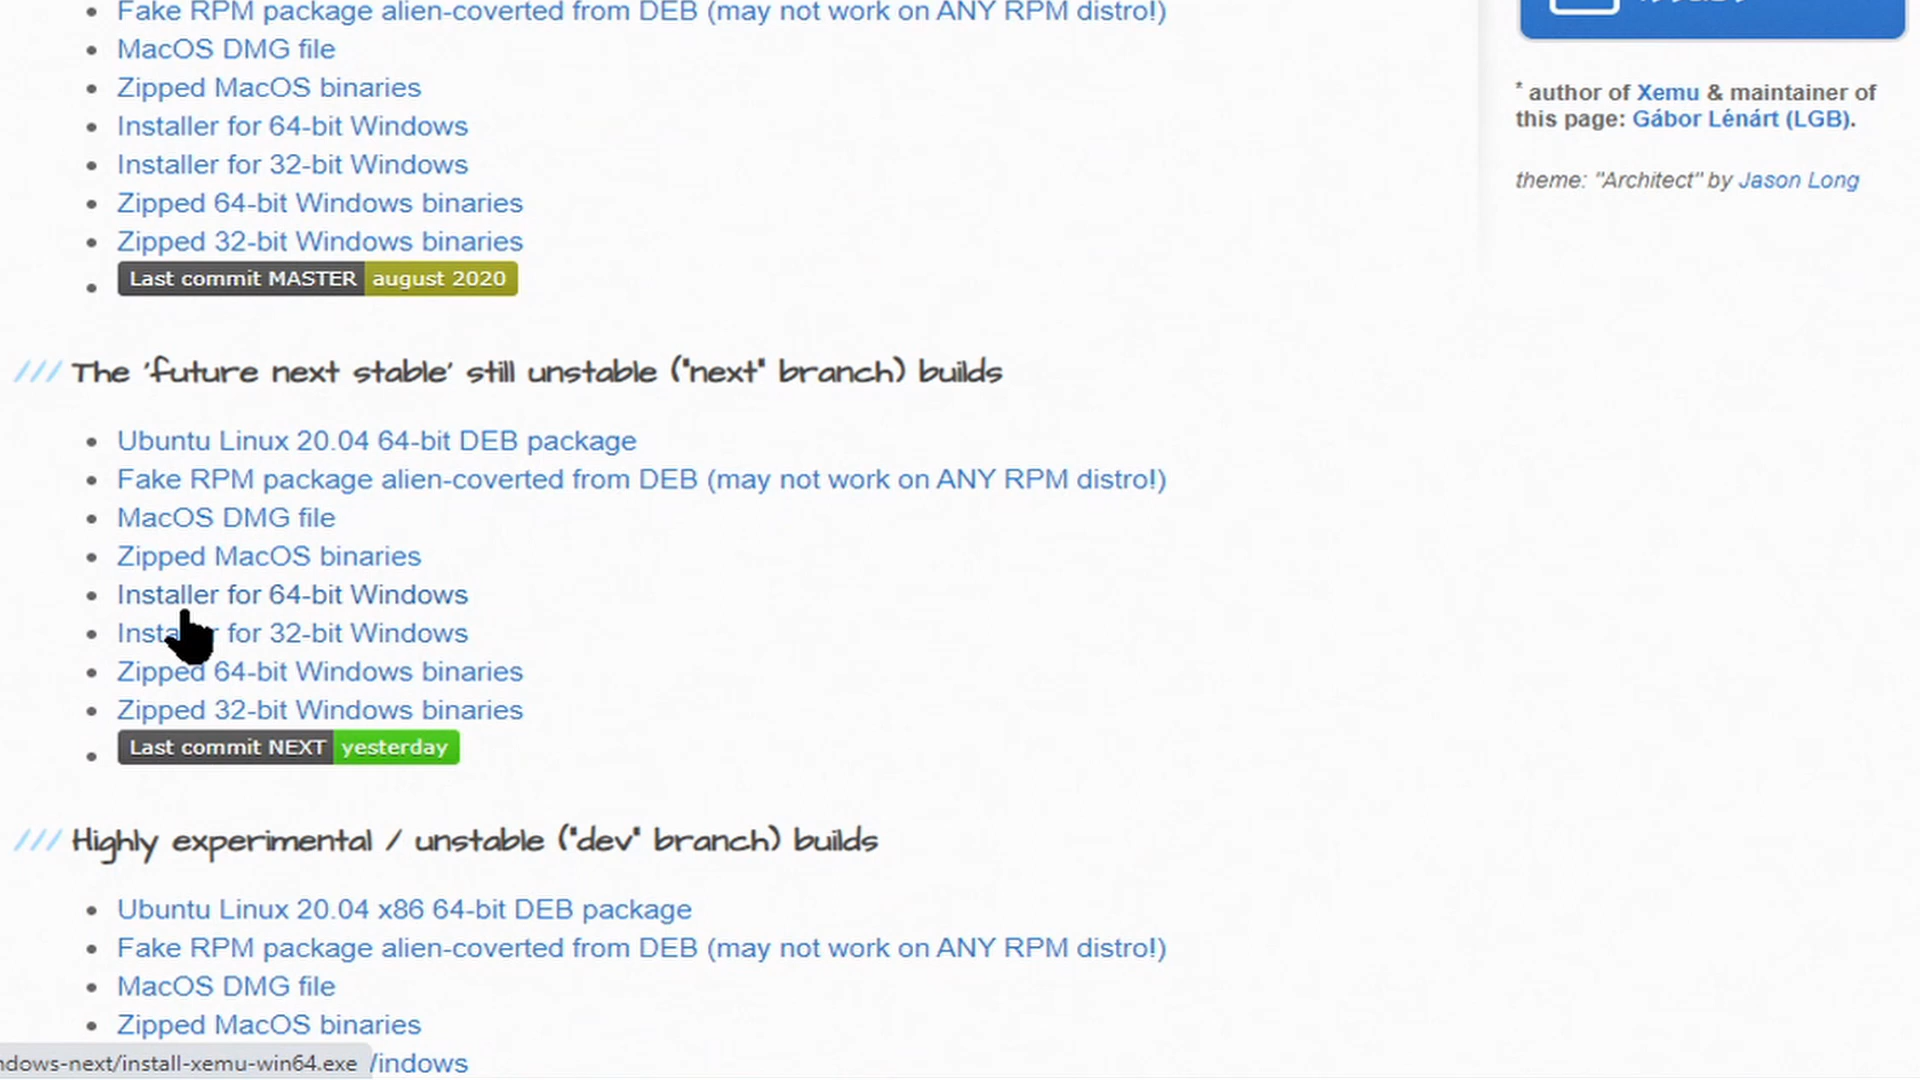 Fake RPM package alien-coverted from DEB (may not work on ANY RPM distro!)
MacOS DMG file
Zipped MacOS binaries
Installer for 64-bit Windows
Installer for 32-bit Windows
Zipped 64-bit Windows binaries
Zipped 32-bit Windows binaries
Last commit MASTER august 2020
/// The 'future next stable' still unstable ("next" branch) builds
Ubuntu Linux 20.04 64-bit DEB package
Fake RPM package alien-coverted from DEB (may not work on ANY RPM distro!)
MacOS DMG file
Zipped MacOS binaries
Installer for 64-bit Windows
Installer for 32-bit Windows
Zipped 64-bit Windows binaries
Zipped 32-bit Windows binaries
Last commit NEXT yesterday
/// Highly experimental / unstable ("dev" branch) builds
Ubuntu Linux 20.04 x86 64-bit DEB package
Fake RPM package alien-coverted from DEB (may not work on ANY RPM distro!)
MacOS DMG file
Zipped MacOS binaries
ndows-next/install-xemu-win64.exe Windows
* author of Xemu & maintainer of
this page: Gábor Lénárt (LGB).
theme: "Architect" by Jason Long